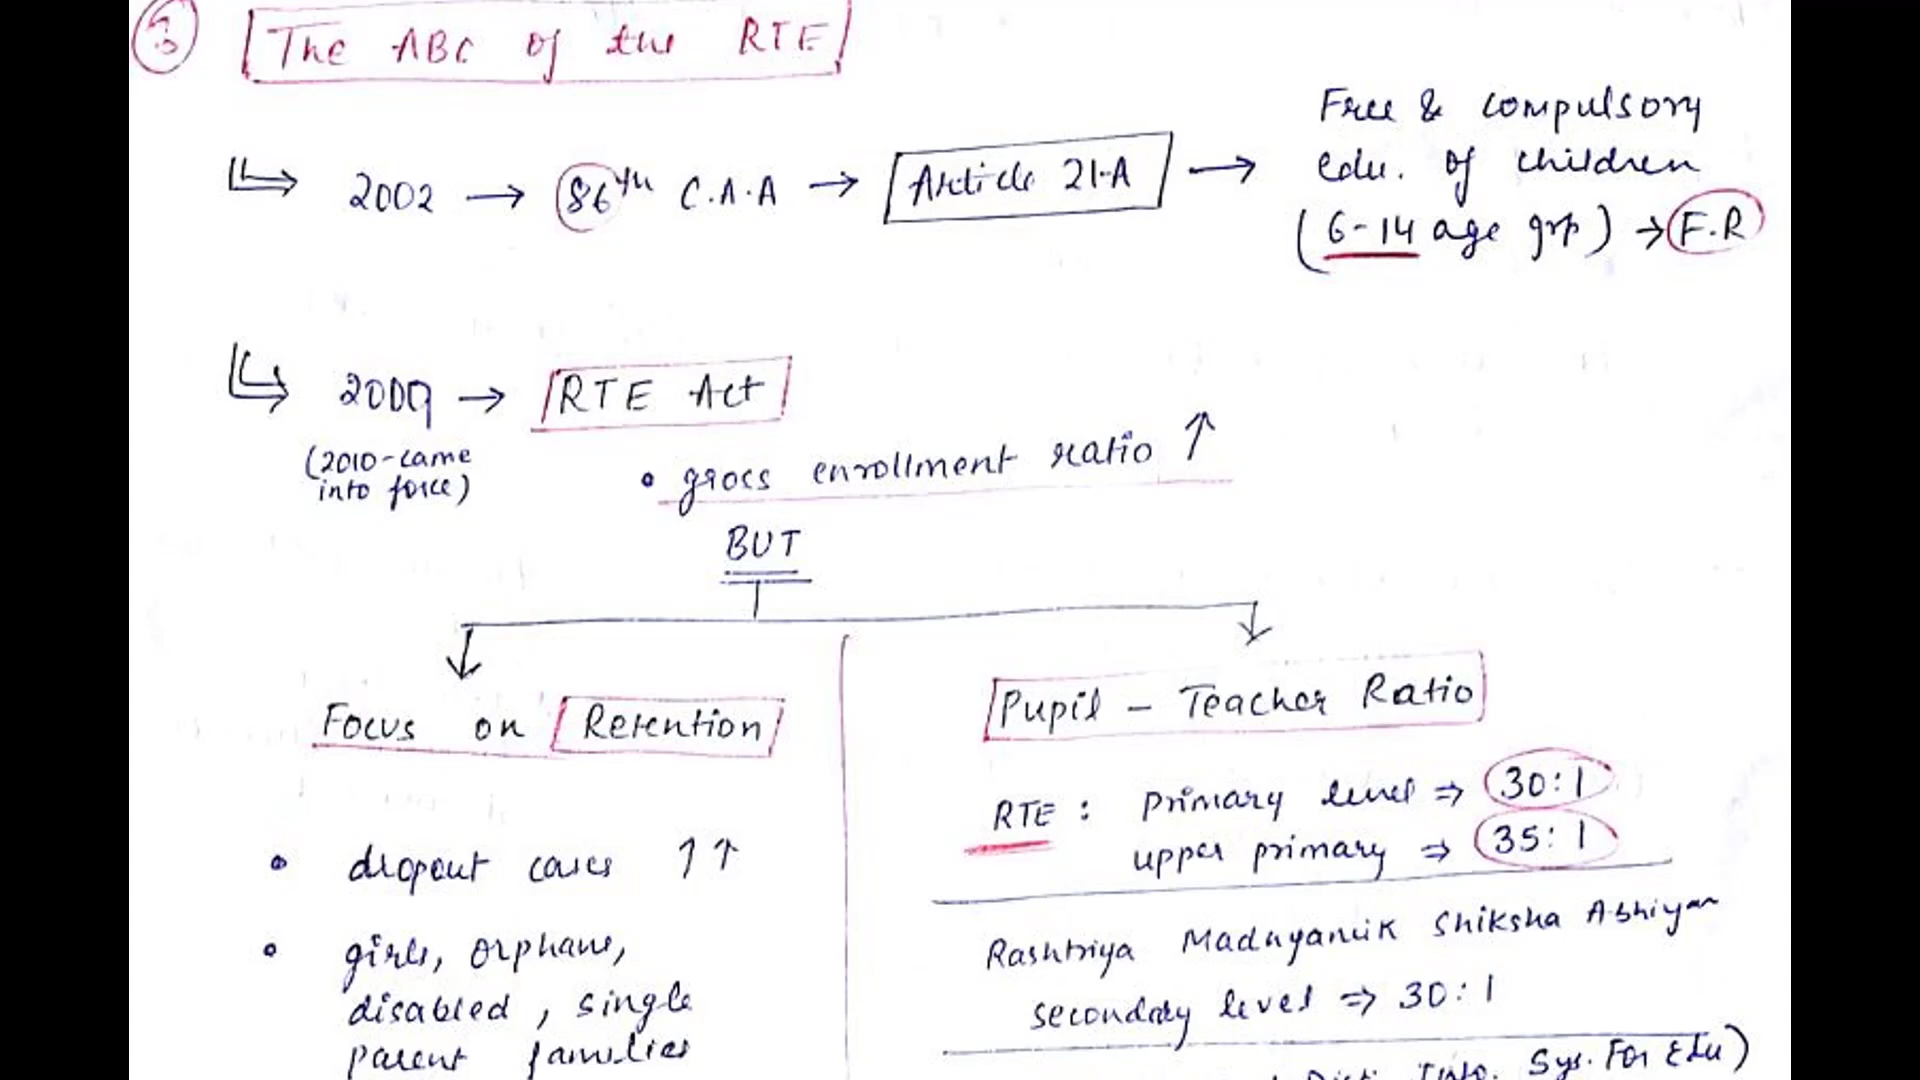 3
The ABC of the RTE
2002 → 86th C.A.A → Article 21-A → Free & compulsory
edu. of children
(6-14 age grp) → F.R
2009 → RTE Act
(2010-came
into force)
• gross enrollment ratio ↑
BUT
Focus on Retention
• dropout cases ↑↑
• girls, orphans,
disabled, single
parent families
Pupil - Teacher Ratio
RTE : primary level ⇒ 30:1
upper primary ⇒ 35:1
Rashtriya Madhyamik Shiksha Abhiyan
secondary level ⇒ 30:1
Dist. Info. Sys. For Edu)